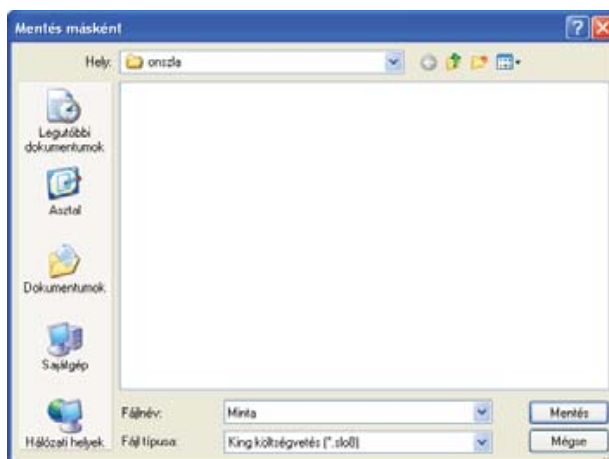 Mentés másként
Hely: onszla
Legutóbbi
dokumentumok
Asztal
Dokumentumok
Sajátgép
Hálózati helyek
Fájlnév: Minta Mentés
Fájl típusa: King költségvetés (*.slo8) Mégse